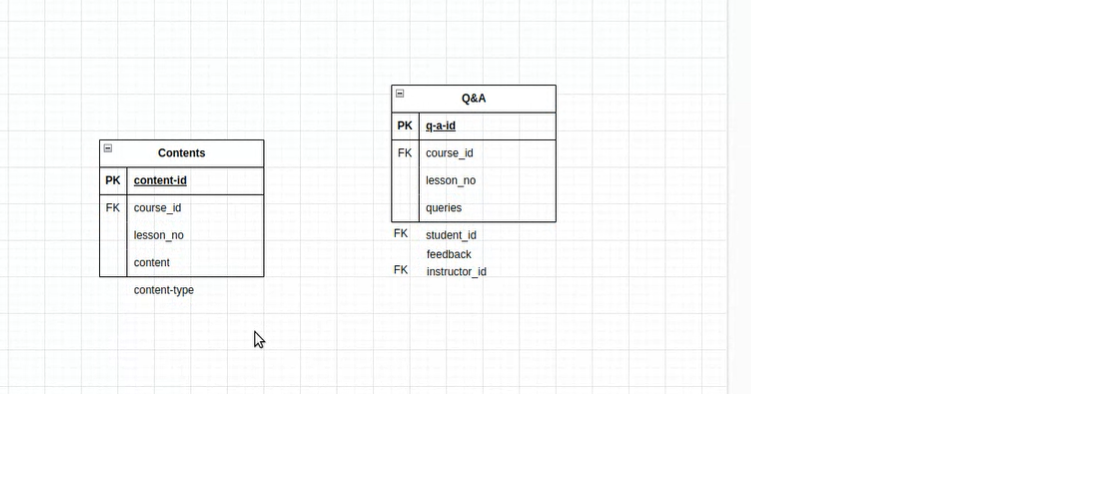 Q&A
PK q-a-id
FK course_id
lesson_no
queries
FK student_id
feedback
FK instructor_id
Contents
PK content-id
FK course_id
lesson_no
content
content-type